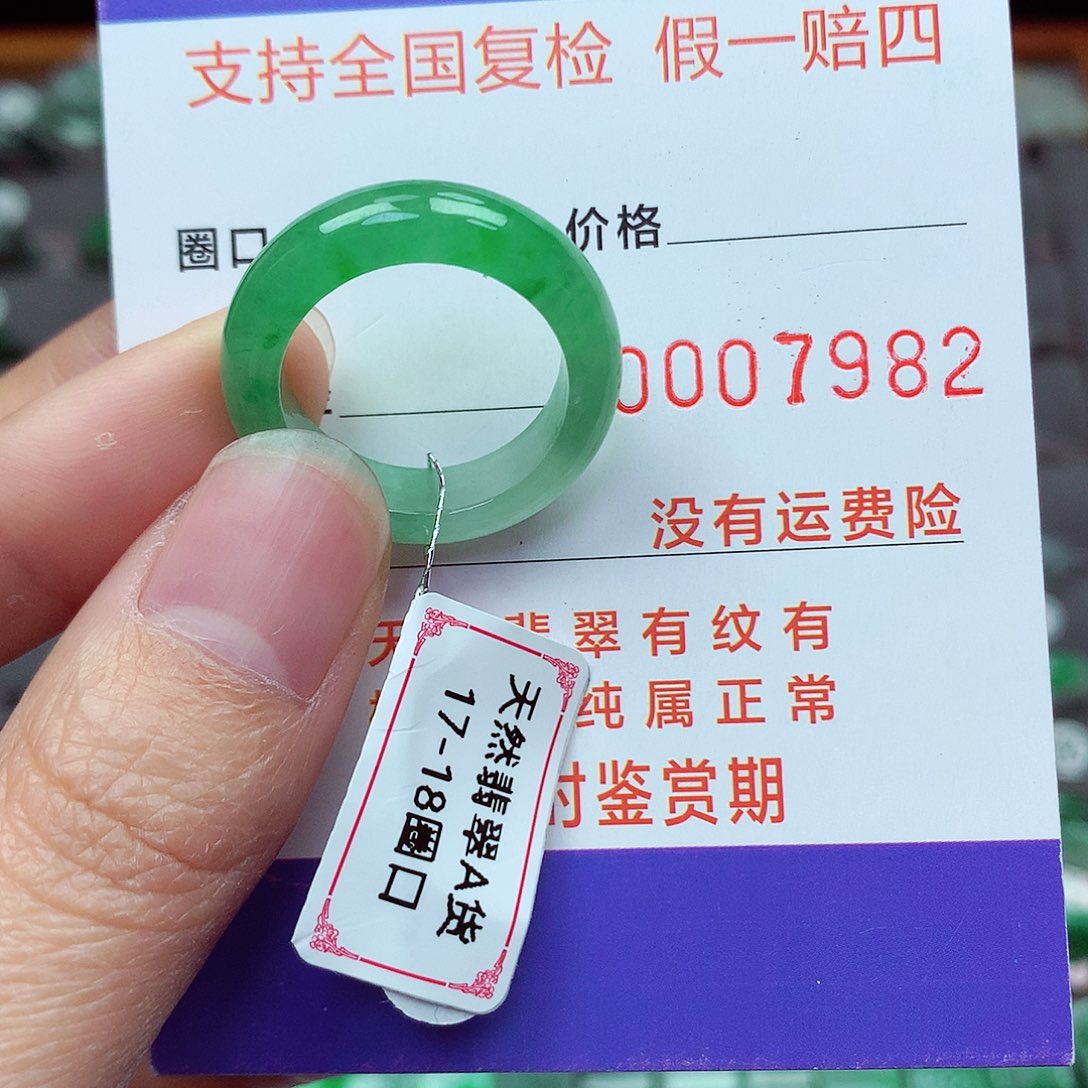 支持全国复检 假一赔四
圈口
价格
0007982
没有运费险
天 翡翠有纹有
纯属正常
时鉴赏期
天然翡翠A货
17-18圈口